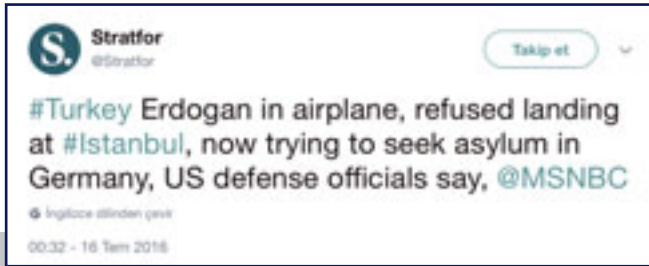 S.
Stratfor
@Stratfor
Takip et
#Turkey Erdogan in airplane, refused landing
at #Istanbul, now trying to seek asylum in
Germany, US defense officials say, @MSNBC
İngilizce dilinden çevir
00:32 - 16 Tem 2016